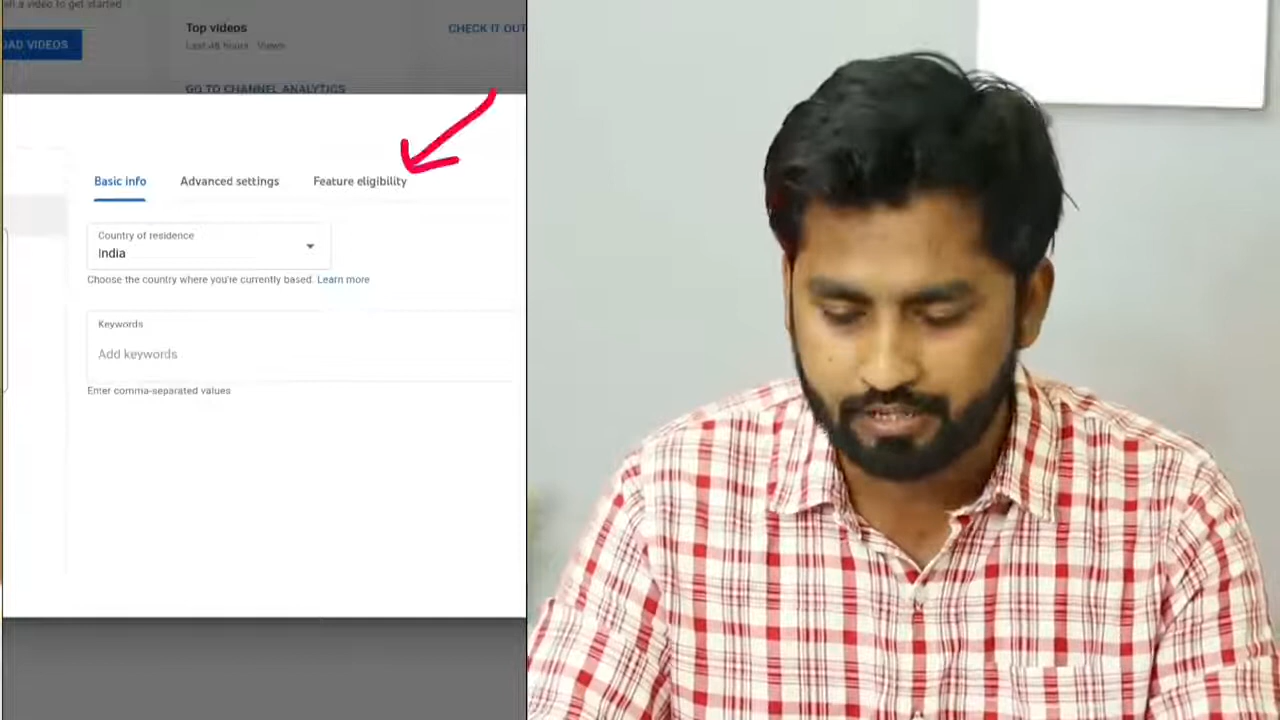 a video to get started
AD VIDEOS
Top videos
Last 48 hours · Views
CHECK IT OUT
GO TO CHANNEL ANALYTICS
Basic info
Advanced settings
Feature eligibility
Country of residence
India
Choose the country where you're currently based. Learn more
Keywords
Add keywords
Enter comma-separated values